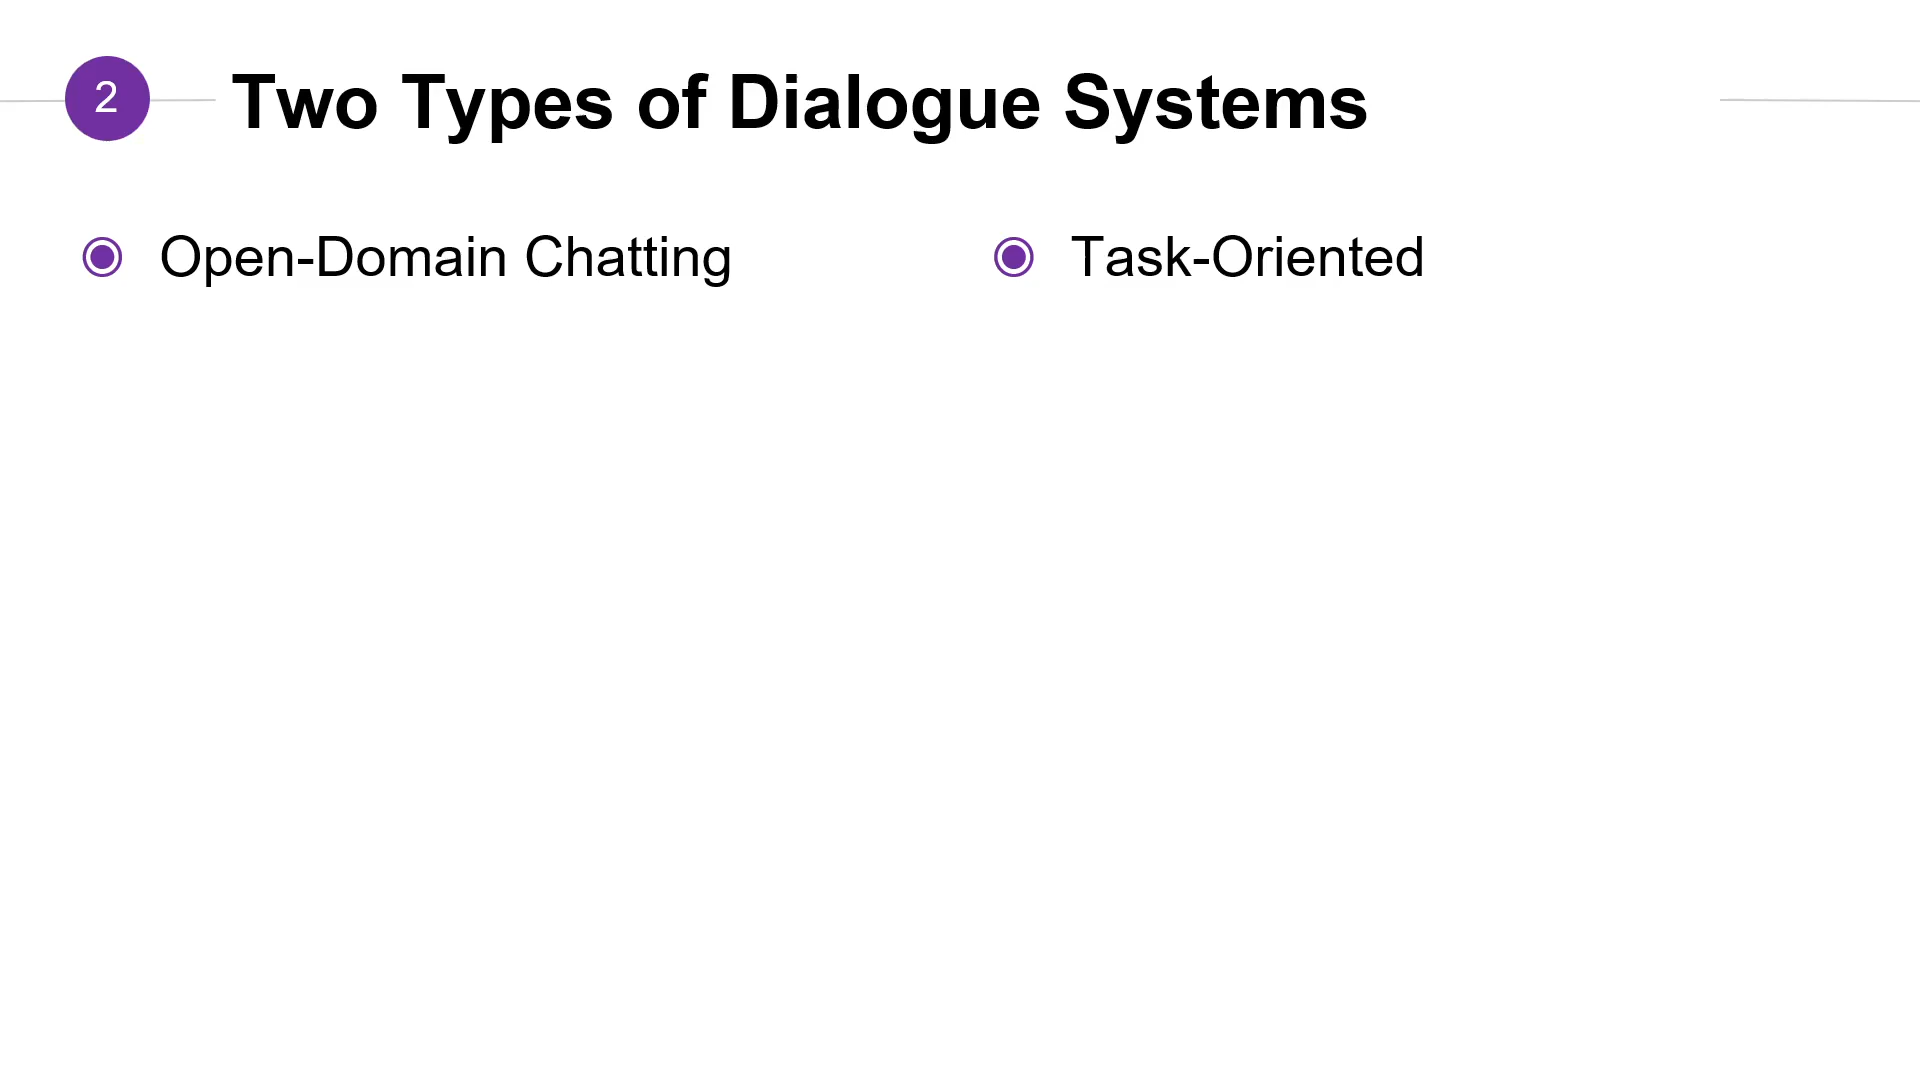 2
Two Types of Dialogue Systems
Open-Domain Chatting
Task-Oriented